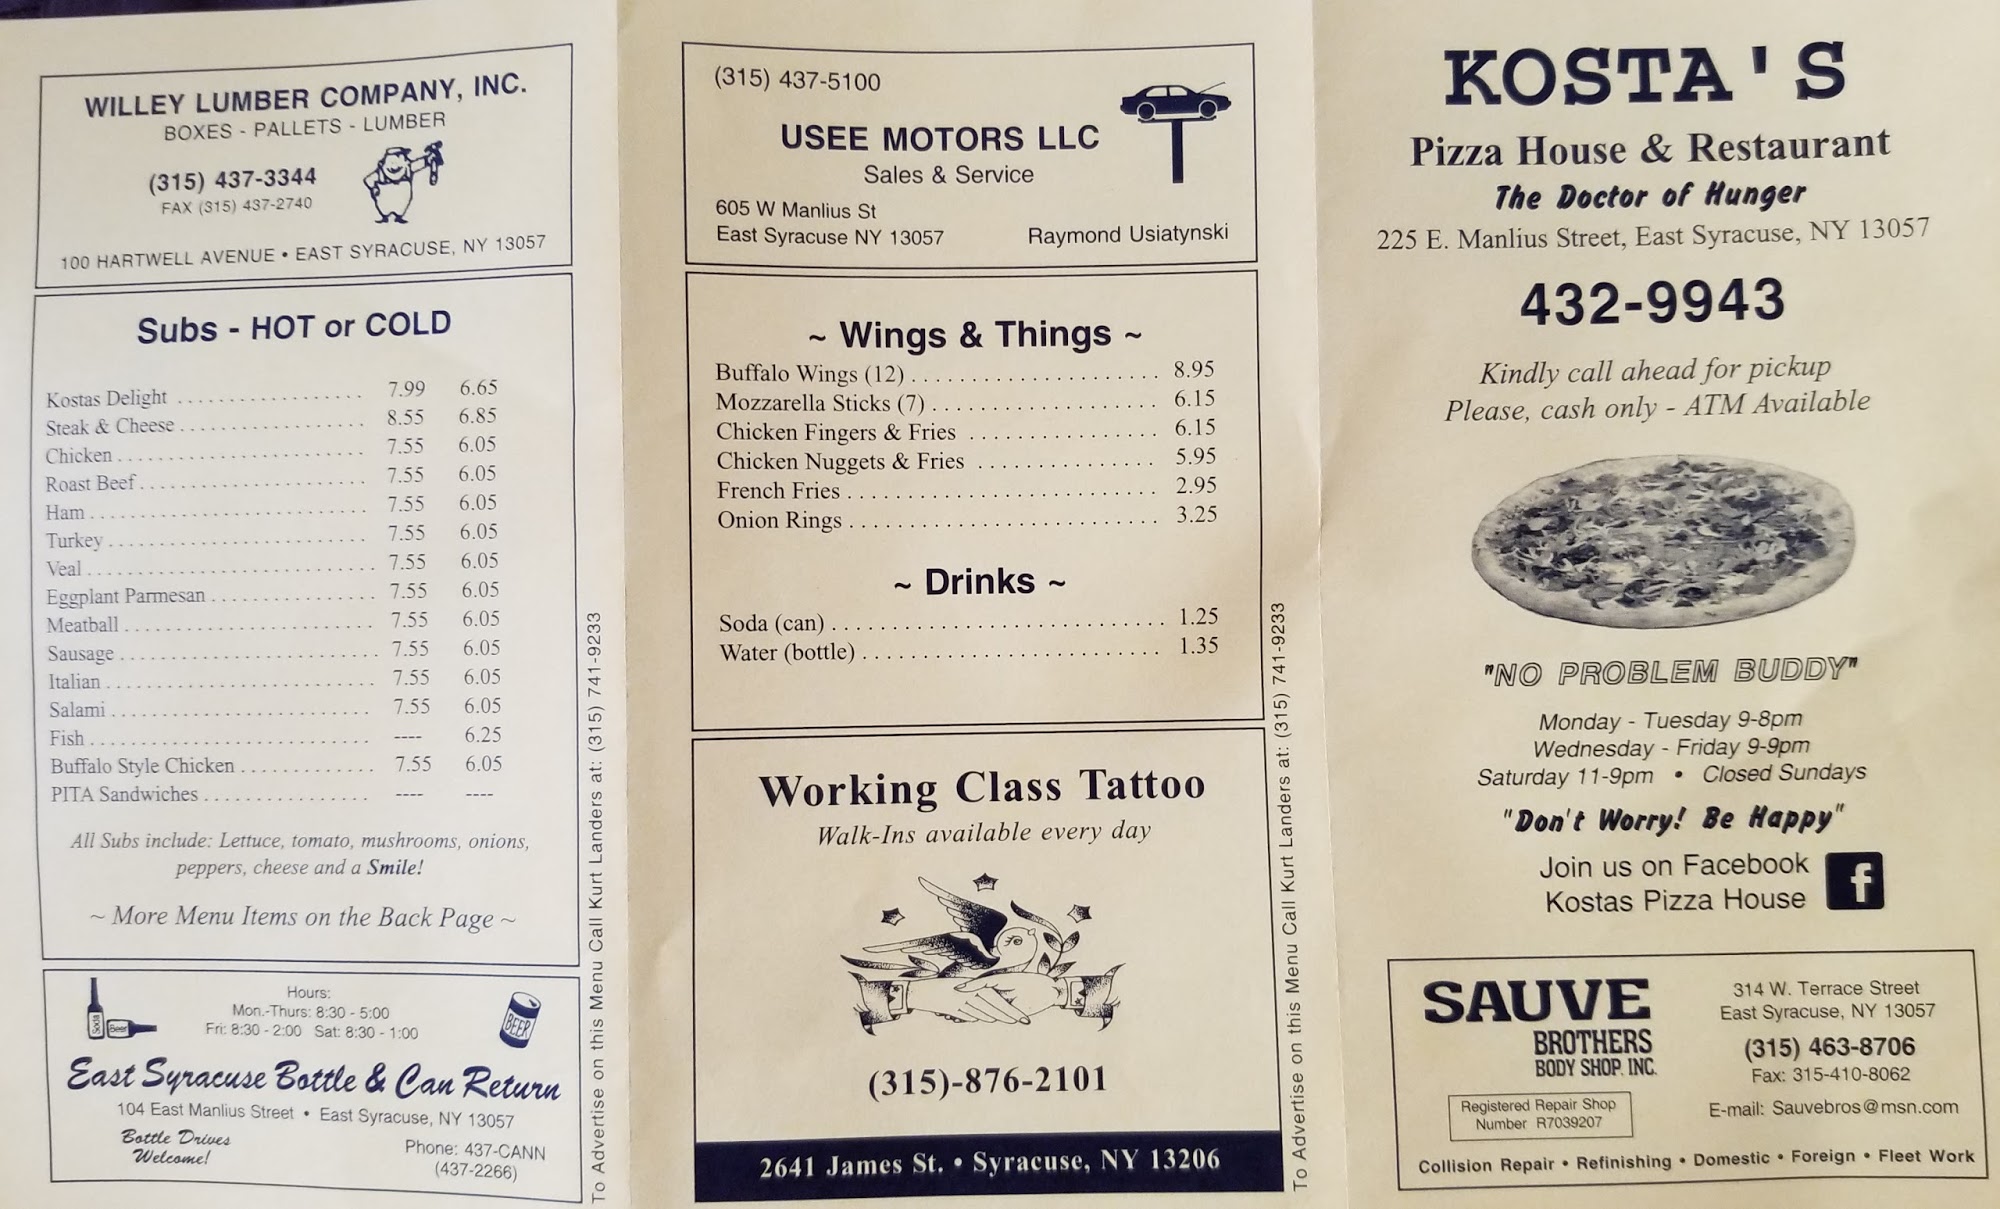 WILLEY LUMBER COMPANY, INC.
BOXES - PALLETS - LUMBER
(315) 437-3344
FAX (315) 437-2740
100 HARTWELL AVENUE • EAST SYRACUSE, NY 13057
Subs - HOT or COLD
Kostas Delight .................. 7.99 6.65
Steak & Cheese .................. 8.55 6.85
Chicken ........................ 7.55 6.05
Roast Beef ...................... 7.55 6.05
Ham ........................... 7.55 6.05
Turkey ......................... 7.55 6.05
Veal ........................... 7.55 6.05
Eggplant Parmesan ............... 7.55 6.05
Meatball ........................ 7.55 6.05
Sausage ......................... 7.55 6.05
Italian .......................... 7.55 6.05
Salami ......................... 7.55 6.05
Fish ........................... ---- 6.25
Buffalo Style Chicken ............. 7.55 6.05
PITA Sandwiches ................ ---- ----
All Subs include: Lettuce, tomato, mushrooms, onions,
peppers, cheese and a Smile!
~ More Menu Items on the Back Page ~
Hours:
Mon.-Thurs: 8:30 - 5:00
Fri: 8:30 - 2:00 Sat: 8:30 - 1:00
Soda
Beer
BEER
East Syracuse Bottle & Can Return
104 East Manlius Street • East Syracuse, NY 13057
Bottle Drives
Welcome!
Phone: 437-CANN
(437-2266)
To Advertise on this Menu Call Kurt Landers at: (315) 741-9233
(315) 437-5100
USEE MOTORS LLC
Sales & Service
605 W Manlius St
East Syracuse NY 13057
Raymond Usiatynski
~ Wings & Things ~
Buffalo Wings (12) ..................... 8.95
Mozzarella Sticks (7) ................... 6.15
Chicken Fingers & Fries ................ 6.15
Chicken Nuggets & Fries ............... 5.95
French Fries .......................... 2.95
Onion Rings .......................... 3.25
~ Drinks ~
Soda (can) ............................ 1.25
Water (bottle) ......................... 1.35
Working Class Tattoo
Walk-Ins available every day
(315)-876-2101
2641 James St. • Syracuse, NY 13206
To Advertise on this Menu Call Kurt Landers at: (315) 741-9233
KOSTA'S
Pizza House & Restaurant
The Doctor of Hunger
225 E. Manlius Street, East Syracuse, NY 13057
432-9943
Kindly call ahead for pickup
Please, cash only - ATM Available
"NO PROBLEM BUDDY"
Monday - Tuesday 9-8pm
Wednesday - Friday 9-9pm
Saturday 11-9pm • Closed Sundays
"Don't Worry! Be Happy"
Join us on Facebook
Kostas Pizza House
f
SAUVE
BROTHERS
BODY SHOP, INC.
Registered Repair Shop
Number R7039207
314 W. Terrace Street
East Syracuse, NY 13057
(315) 463-8706
Fax: 315-410-8062
E-mail: Sauvebros@msn.com
Collision Repair • Refinishing • Domestic • Foreign • Fleet Work